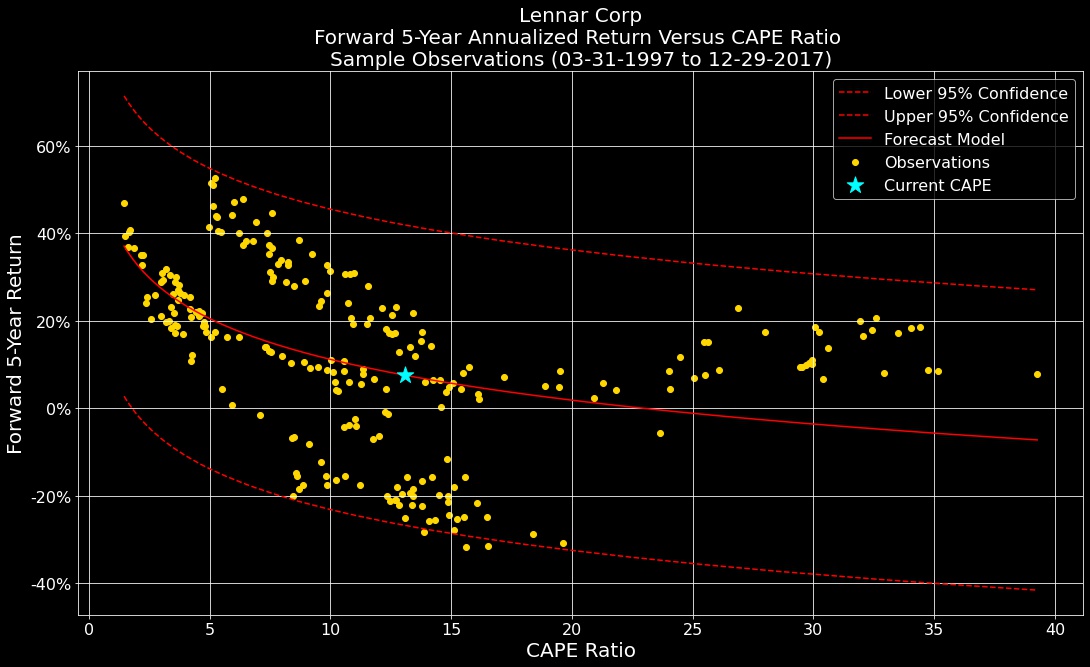 Lennar Corp
Forward 5-Year Annualized Return Versus CAPE Ratio
Sample Observations (03-31-1997 to 12-29-2017)
Lower 95% Confidence
Upper 95% Confidence
Forecast Model
Observations
Current CAPE
Forward 5-Year Return
60%
40%
20%
0%
-20%
-40%
0 5 10 15 20 25 30 35 40
CAPE Ratio